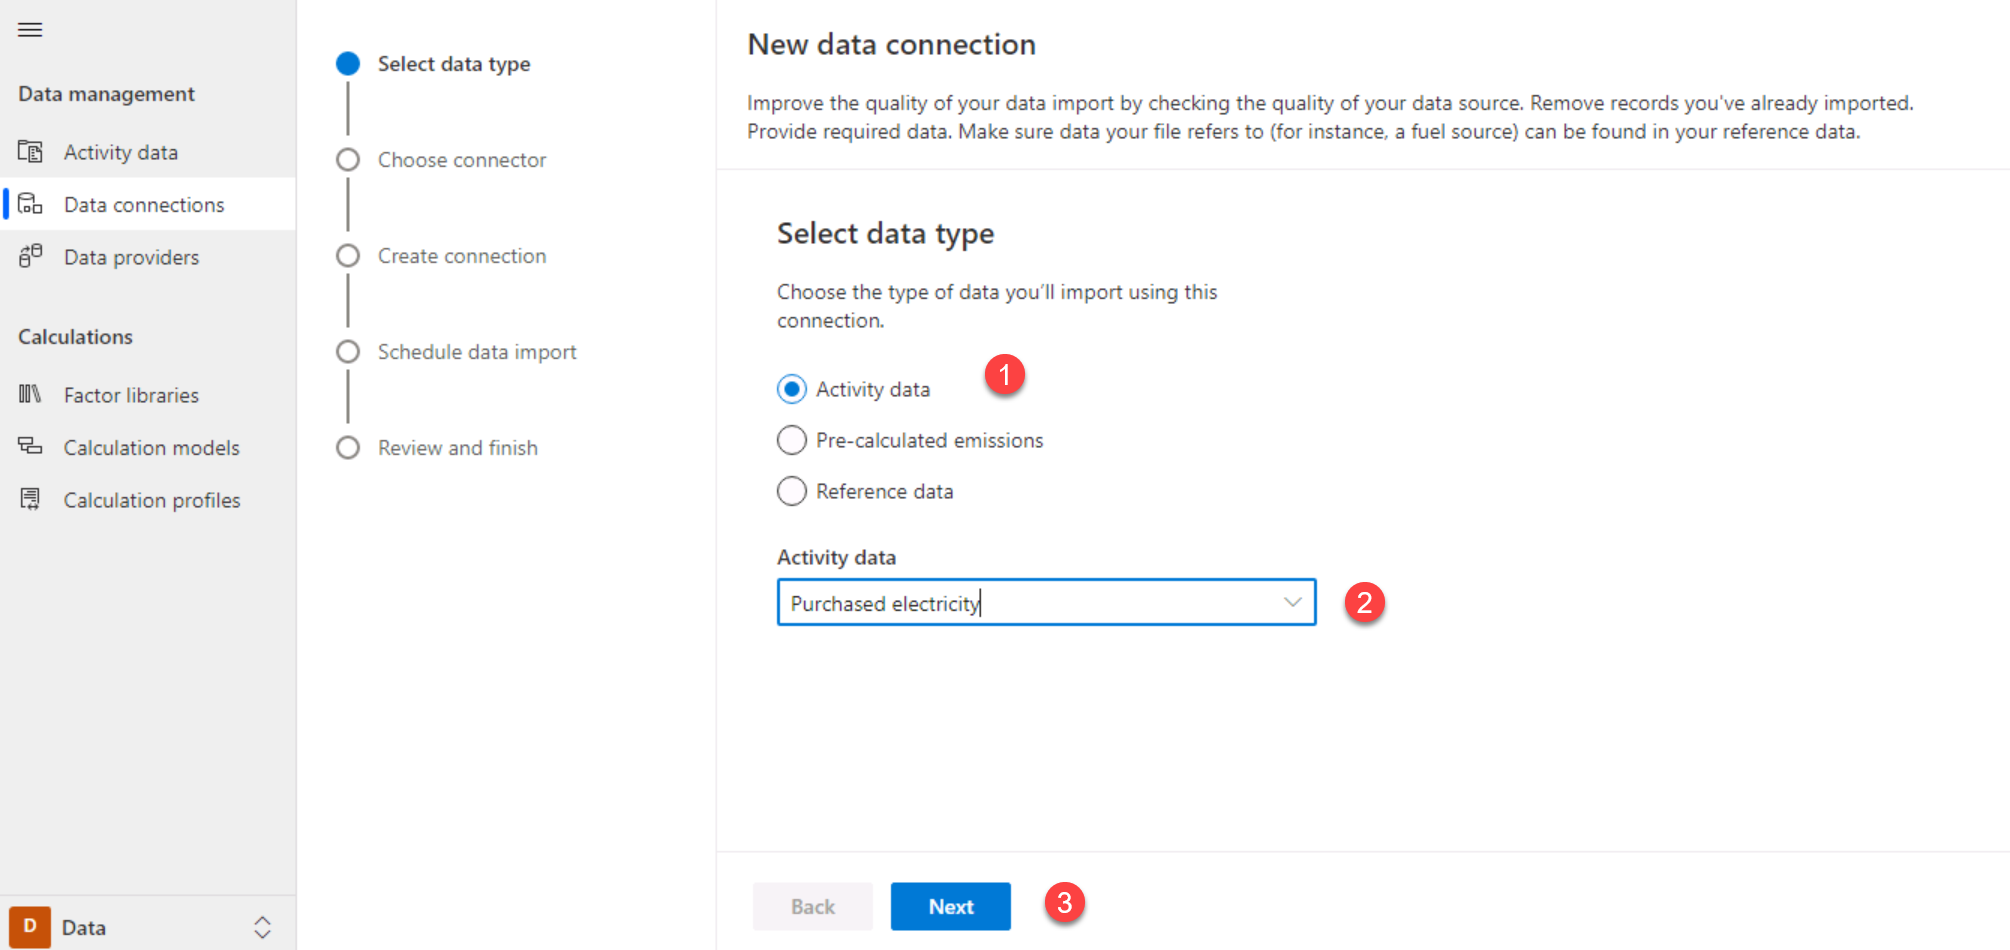 Data management
Activity data
Data connections
Data providers
Calculations
Factor libraries
Calculation models
Calculation profiles
D Data
Select data type
Choose connector
Create connection
Schedule data import
Review and finish
New data connection
Improve the quality of your data import by checking the quality of your data source. Remove records you've already imported.
Provide required data. Make sure data your file refers to (for instance, a fuel source) can be found in your reference data.
Select data type
Choose the type of data you'll import using this
connection.
Activity data 1
Pre-calculated emissions
Reference data
Activity data
Purchased electricity 2
Back Next 3